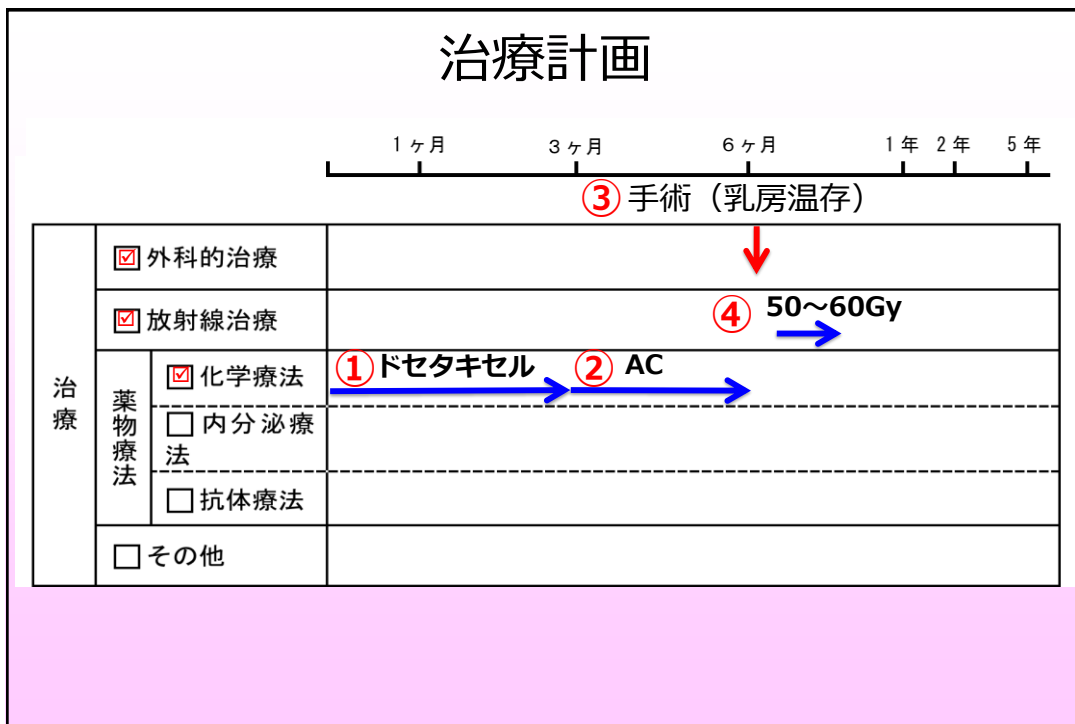 治療計画
1ヶ月 3ヶ月 6ヶ月 1年 2年 5年
③ 手術（乳房温存）
治療
☑ 外科的治療
☑ 放射線治療
④ 50～60Gy
薬物療法
☑ 化学療法
① ドセタキセル ② AC
□ 内分泌療
法
□ 抗体療法
□ その他